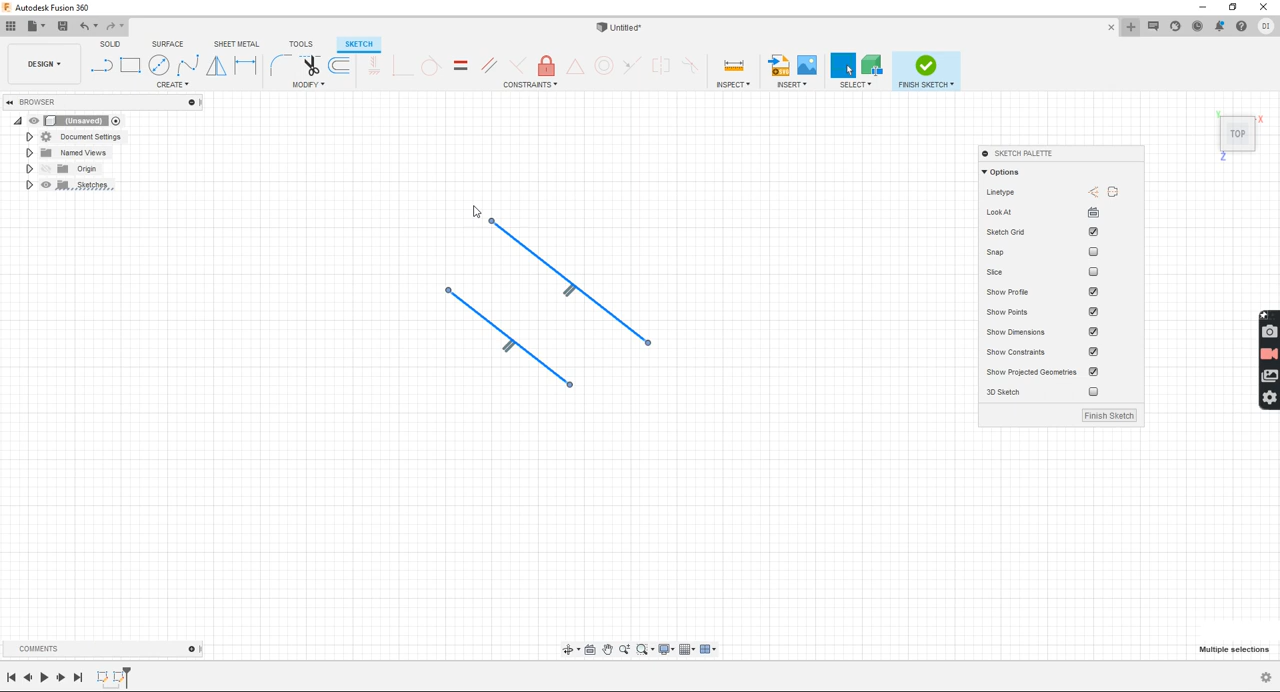 Autodesk Fusion 360
Untitled*
DI
SOLID SURFACE SHEET METAL TOOLS SKETCH
DESIGN
CREATE MODIFY CONSTRAINTS INSPECT INSERT SELECT FINISH SKETCH
BROWSER
(Unsaved)
Document Settings
Named Views
Origin
Sketches
TOP
X
Y
Z
SKETCH PALETTE
Options
Linetype
Look At
Sketch Grid
Snap
Slice
Show Profile
Show Points
Show Dimensions
Show Constraints
Show Projected Geometries
3D Sketch
Finish Sketch
COMMENTS
Multiple selections